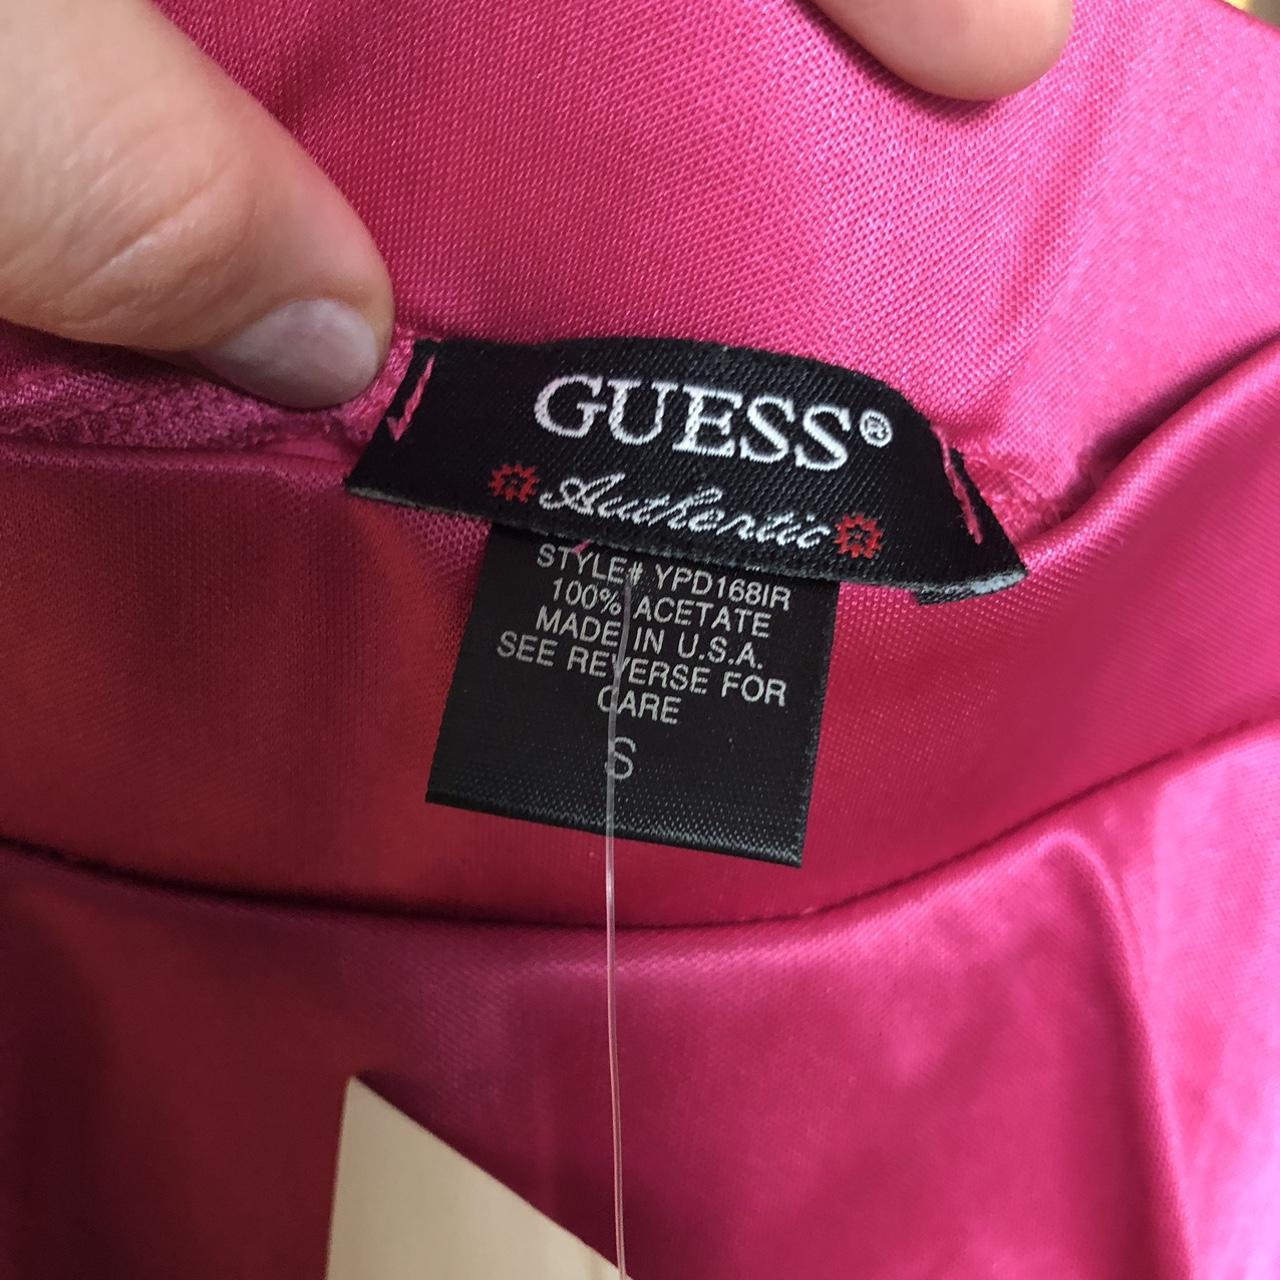 GUESS®
Authentic
STYLE# YPD168IR
100% ACETATE
MADE IN U.S.A.
SEE REVERSE FOR
CARE
S